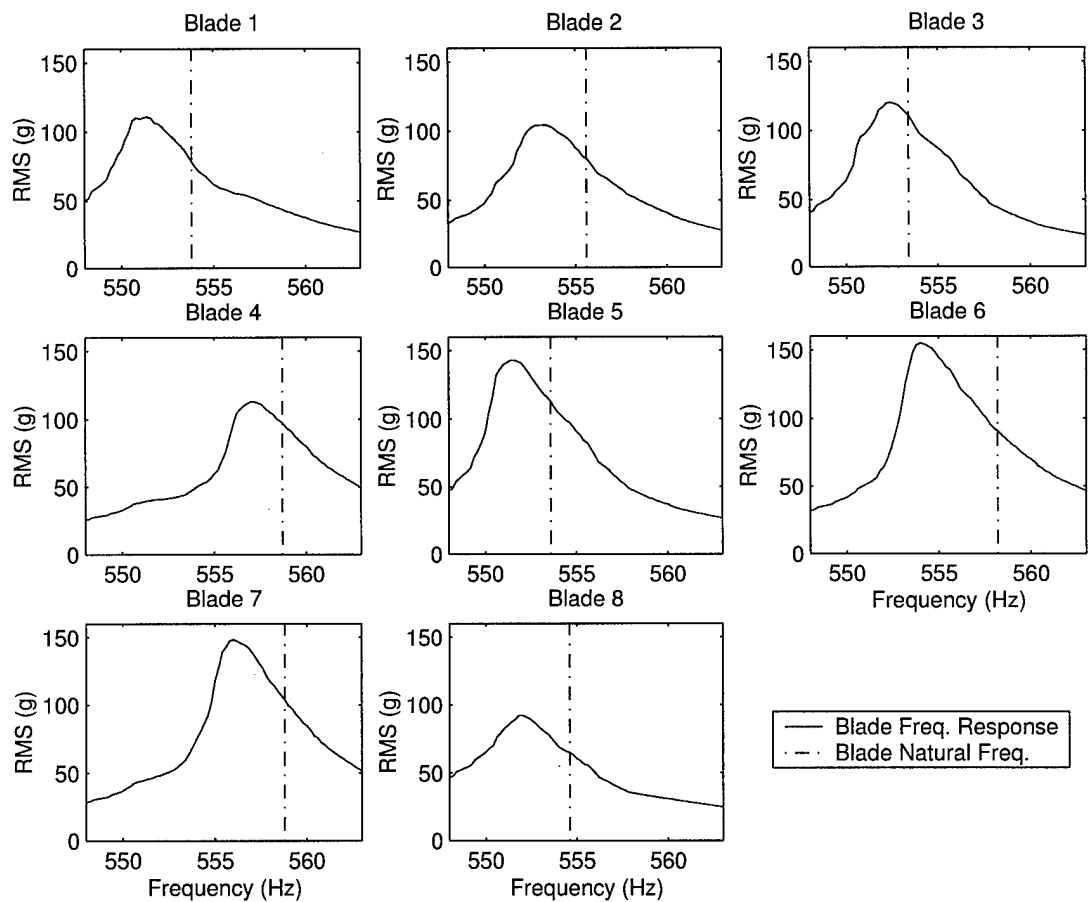 Blade 1
150
100
50
0
RMS (g)
550
555
560
Blade 2
150
100
50
0
RMS (g)
550
555
560
Blade 3
150
100
50
0
RMS (g)
550
555
560
Blade 4
150
100
50
0
RMS (g)
550
555
560
Blade 5
150
100
50
0
RMS (g)
550
555
560
Blade 6
150
100
50
0
RMS (g)
550
555
560
Frequency (Hz)
Blade 7
150
100
50
0
RMS (g)
550
555
560
Frequency (Hz)
Blade 8
150
100
50
0
RMS (g)
550
555
560
Frequency (Hz)
Blade Freq. Response
Blade Natural Freq.